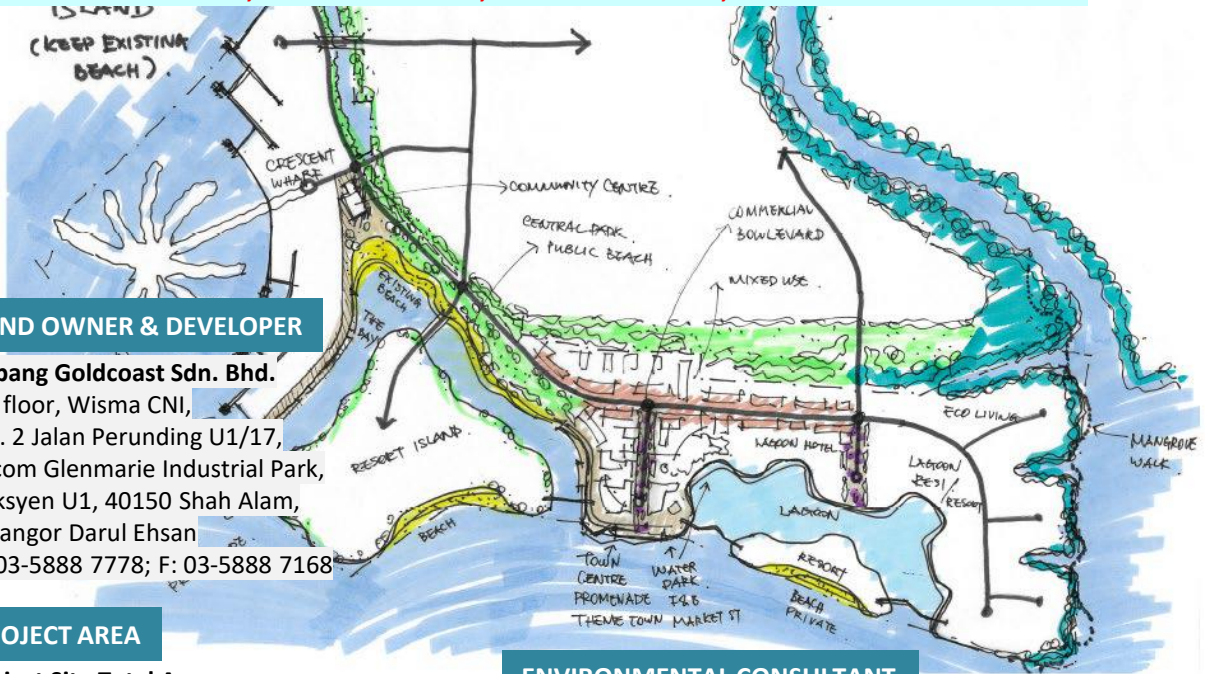 ISLAND
(KEEP EXISTING
BEACH).
CRESCENT
WHARF
COMMUNITY CENTRE.
CENTRAL PARK.
PUBLIC BEACH.
COMMERCIAL
BOWLEVARD
MIXED USE.
EXISTING
BEACH
THE
BAY
ND OWNER & DEVELOPER
pang Goldcoast Sdn. Bhd.
floor, Wisma CNI,
. 2 Jalan Perunding U1/17,
com Glenmarie Industrial Park,
ksyen U1, 40150 Shah Alam,
angor Darul Ehsan
03-5888 7778; F: 03-5888 7168
RESORT ISLAND.
BEACH
ECO LIVING
MANGROVE
WALK.
LAGOON HOTEL
LAGOON
RESI/
RESORT
LAGOON
RESORT
BEACH
PRIVATE.
TOWN
CENTRE
PROMENADE
THEME TOWN
WATER
PARK.
F&B
MARKET ST
OJECT AREA
ENVIRONMENTAL CONSULTANT